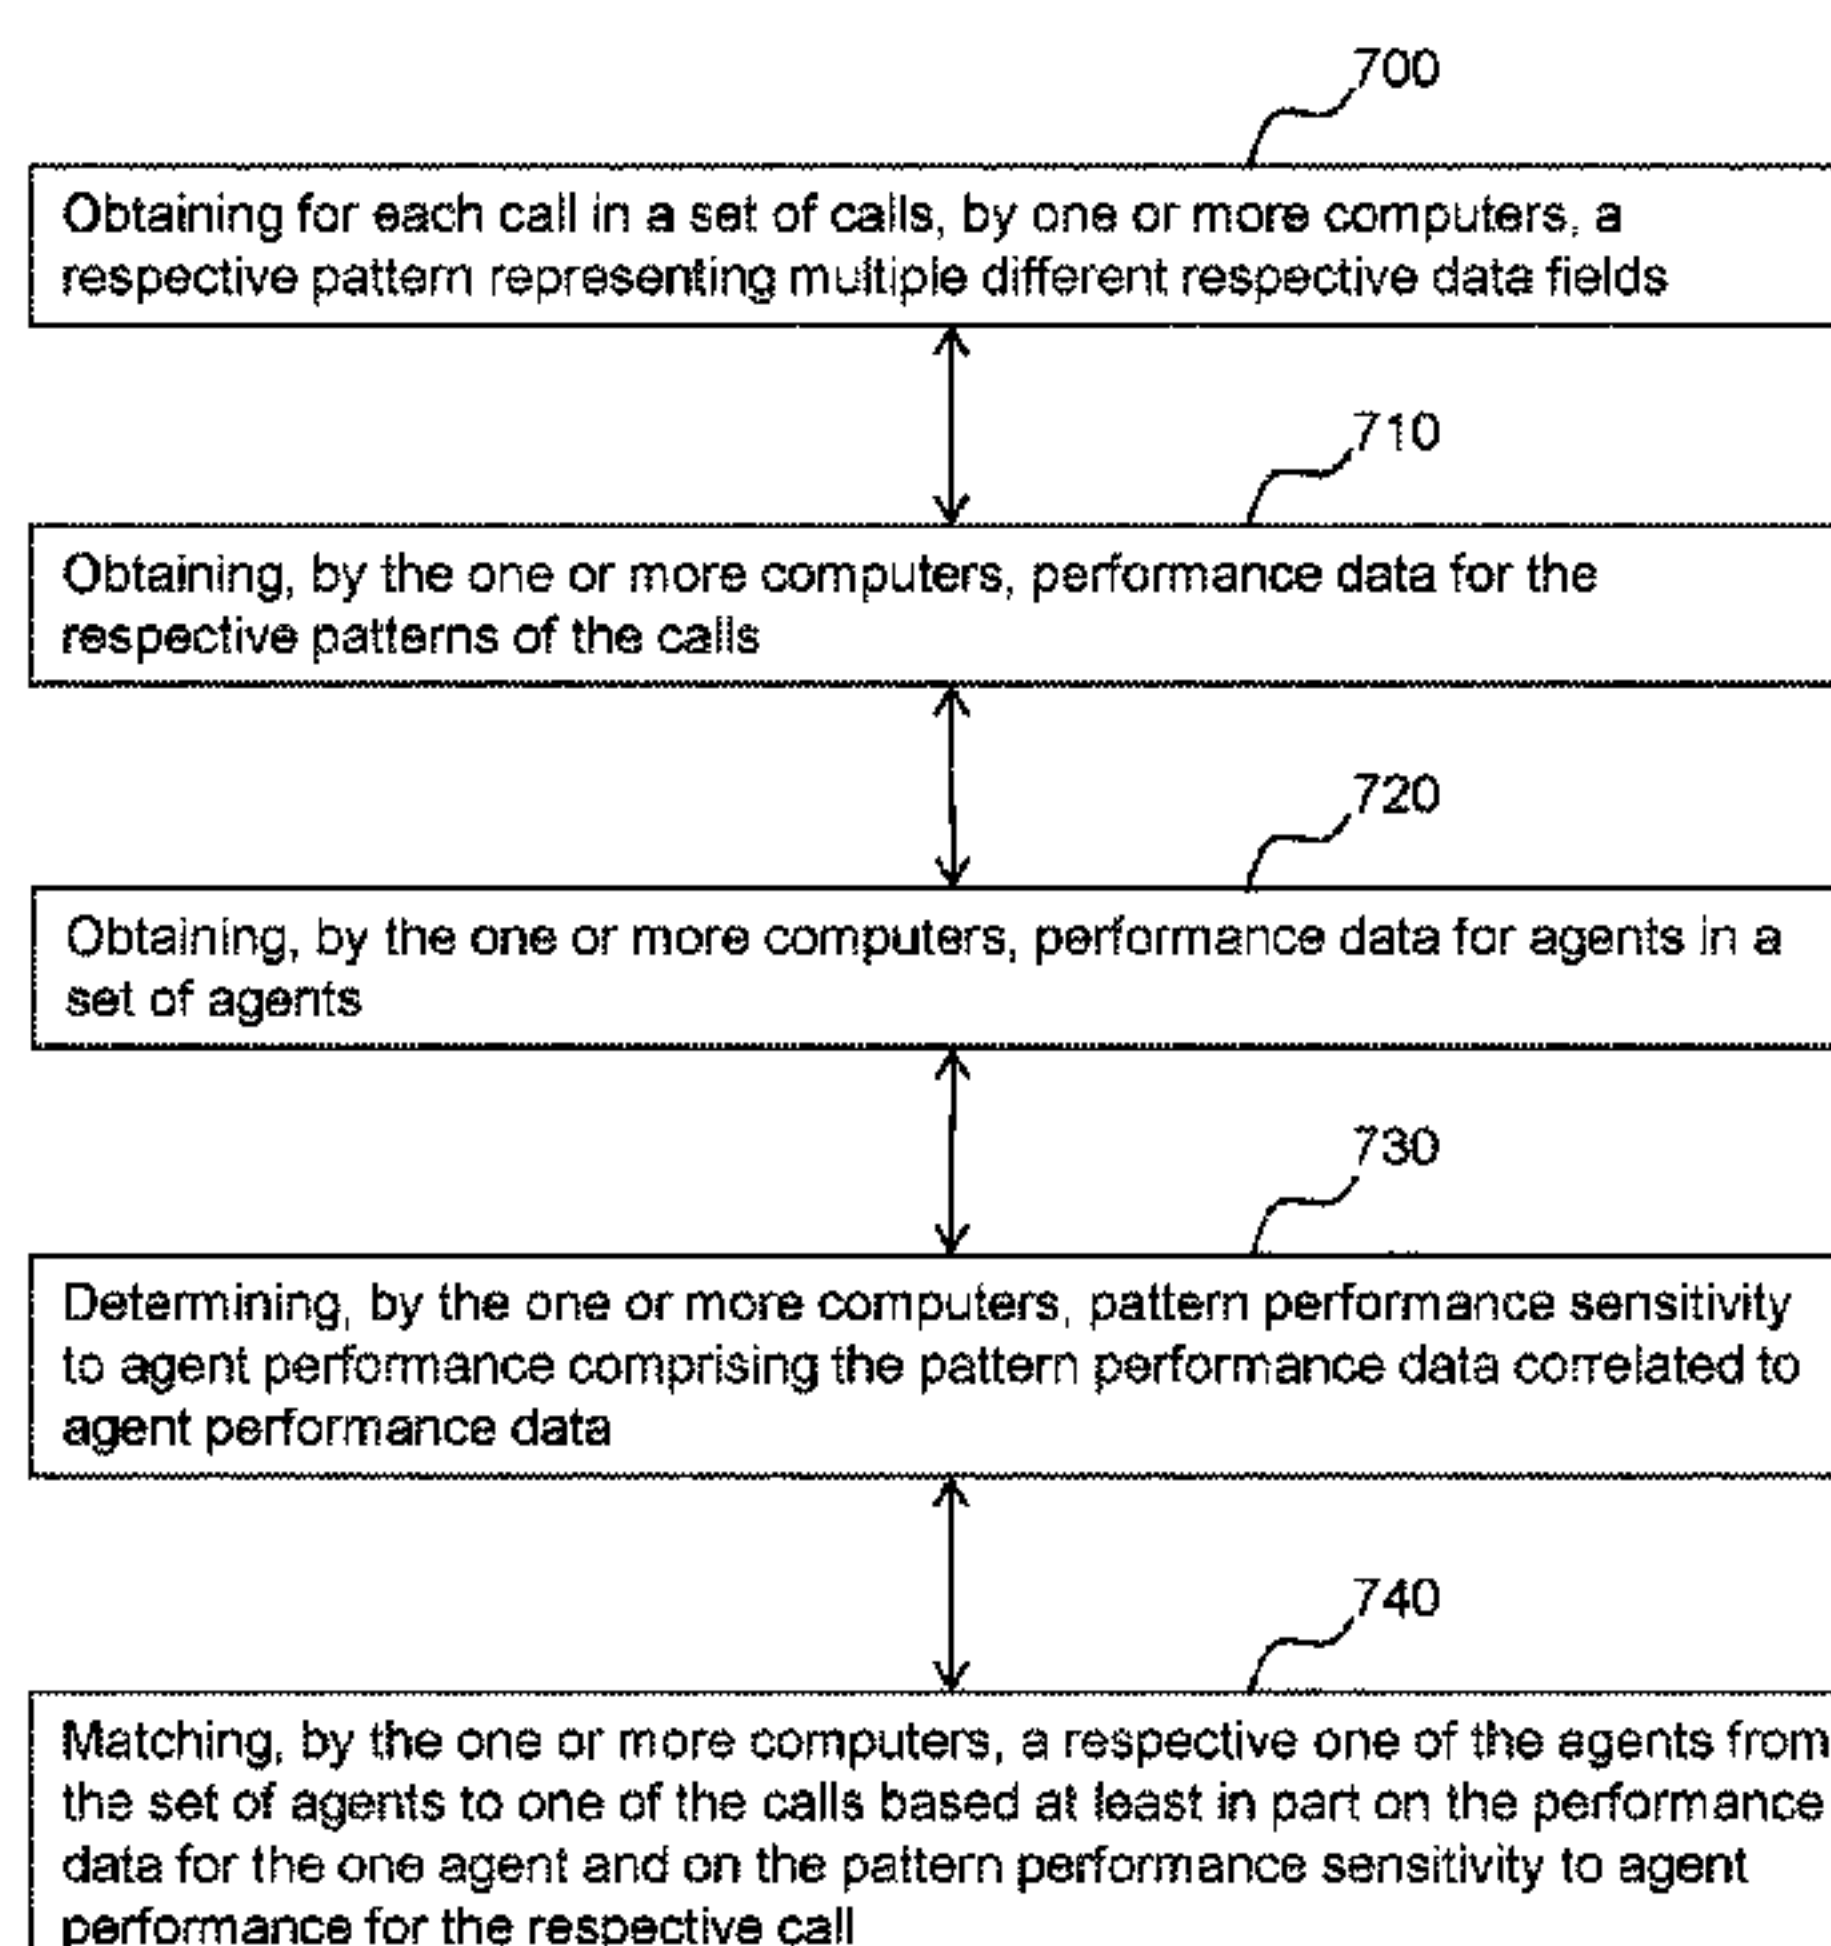 700
Obtaining for each call in a set of calls, by one or more computers, a
respective pattern representing multiple different respective data fields
710
Obtaining, by the one or more computers, performance data for the
respective patterns of the calls
720
Obtaining, by the one or more computers, performance data for agents in a
set of agents
730
Determining, by the one or more computers, pattern performance sensitivity
to agent performance comprising the pattern performance data correlated to
agent performance data
740
Matching, by the one or more computers, a respective one of the agents from
the set of agents to one of the calls based at least in part on the performance
data for the one agent and on the pattern performance sensitivity to agent
performance for the respective call